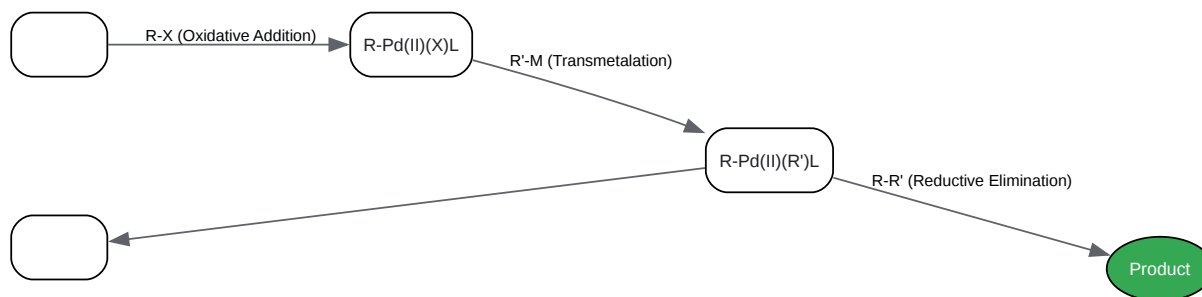 R-X (Oxidative Addition)
R-Pd(II)(X)L
R'-M (Transmetalation)
R-Pd(II)(R')L
R-R' (Reductive Elimination)
Product